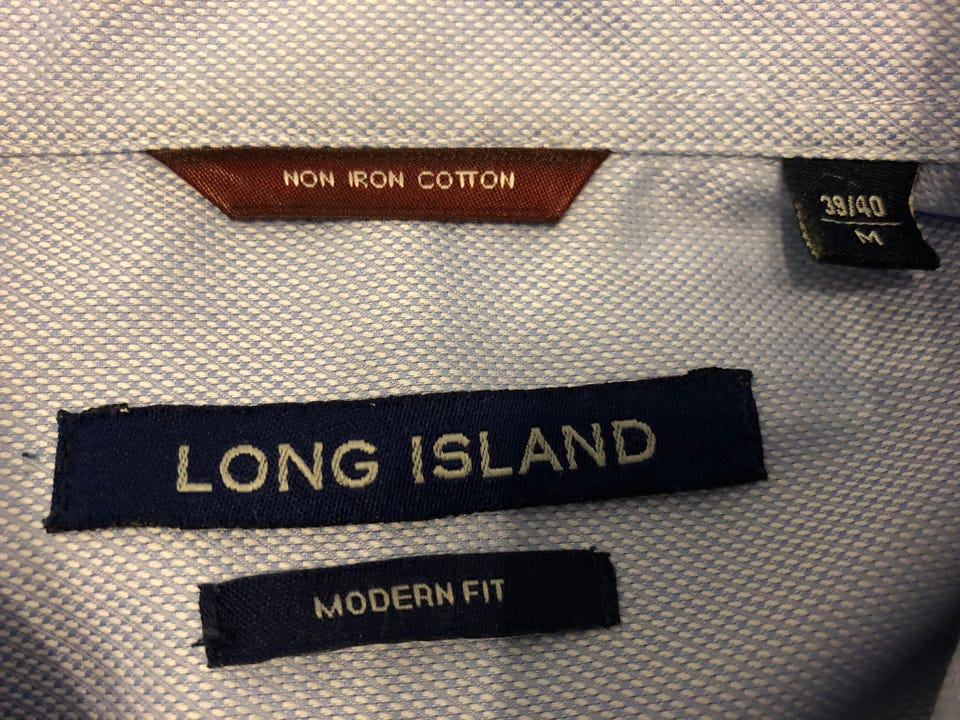 NON IRON COTTON
39/40
M
LONG ISLAND
MODERN FIT